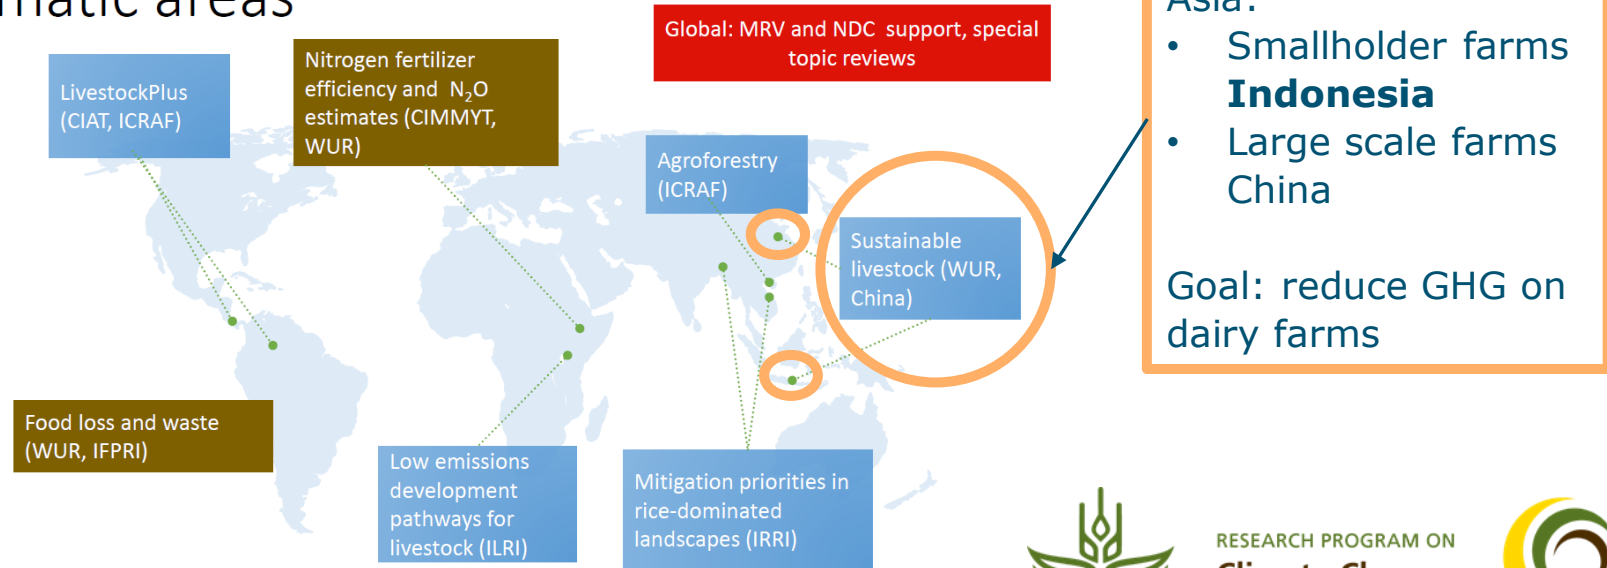 areas
Global: MRV and NDC support, special
topic reviews
Nitrogen fertilizer
efficiency and N₂O
estimates (CIMMYT,
WUR)
LivestockPlus
(CIAT, ICRAF)
Agroforestry
(ICRAF)
Sustainable
livestock (WUR,
China)
Asia:
• Smallholder farms
Indonesia
• Large scale farms
China
Goal: reduce GHG on
dairy farms
Food loss and waste
(WUR, IFPRI)
Low emissions
development
pathways for
livestock (ILRI)
Mitigation priorities in
rice-dominated
landscapes (IRRI)
RESEARCH PROGRAM ON